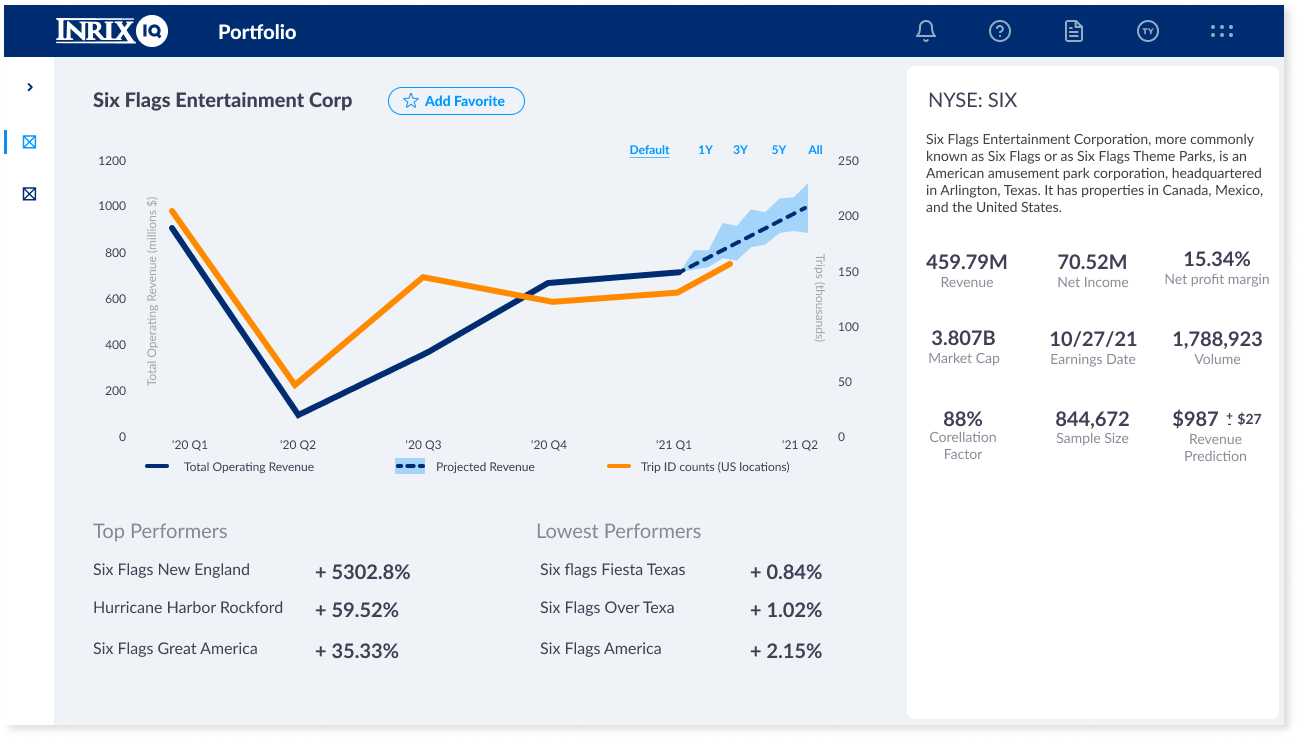 INRIX IQ
Portfolio
TY
Six Flags Entertainment Corp
Add Favorite
Default 1Y 3Y 5Y All
1200
1000
800
600
400
200
0
Total Operating Revenue (millions $)
250
200
150
100
50
0
Trips (thousands)
'20 Q1 '20 Q2 '20 Q3 '20 Q4 '21 Q1 '21 Q2
Total Operating Revenue Projected Revenue Trip ID counts (US locations)
Top Performers
Six Flags New England + 5302.8%
Hurricane Harbor Rockford + 59.52%
Six Flags Great America + 35.33%
Lowest Performers
Six flags Fiesta Texas + 0.84%
Six Flags Over Texa + 1.02%
Six Flags America + 2.15%
NYSE: SIX
Six Flags Entertainment Corporation, more commonly
known as Six Flags or as Six Flags Theme Parks, is an
American amusement park corporation, headquartered
in Arlington, Texas. It has properties in Canada, Mexico,
and the United States.
459.79M 70.52M 15.34%
Revenue Net Income Net profit margin
3.807B 10/27/21 1,788,923
Market Cap Earnings Date Volume
88% 844,672 $987 ± $27
Corellation Sample Size Revenue
Factor Prediction